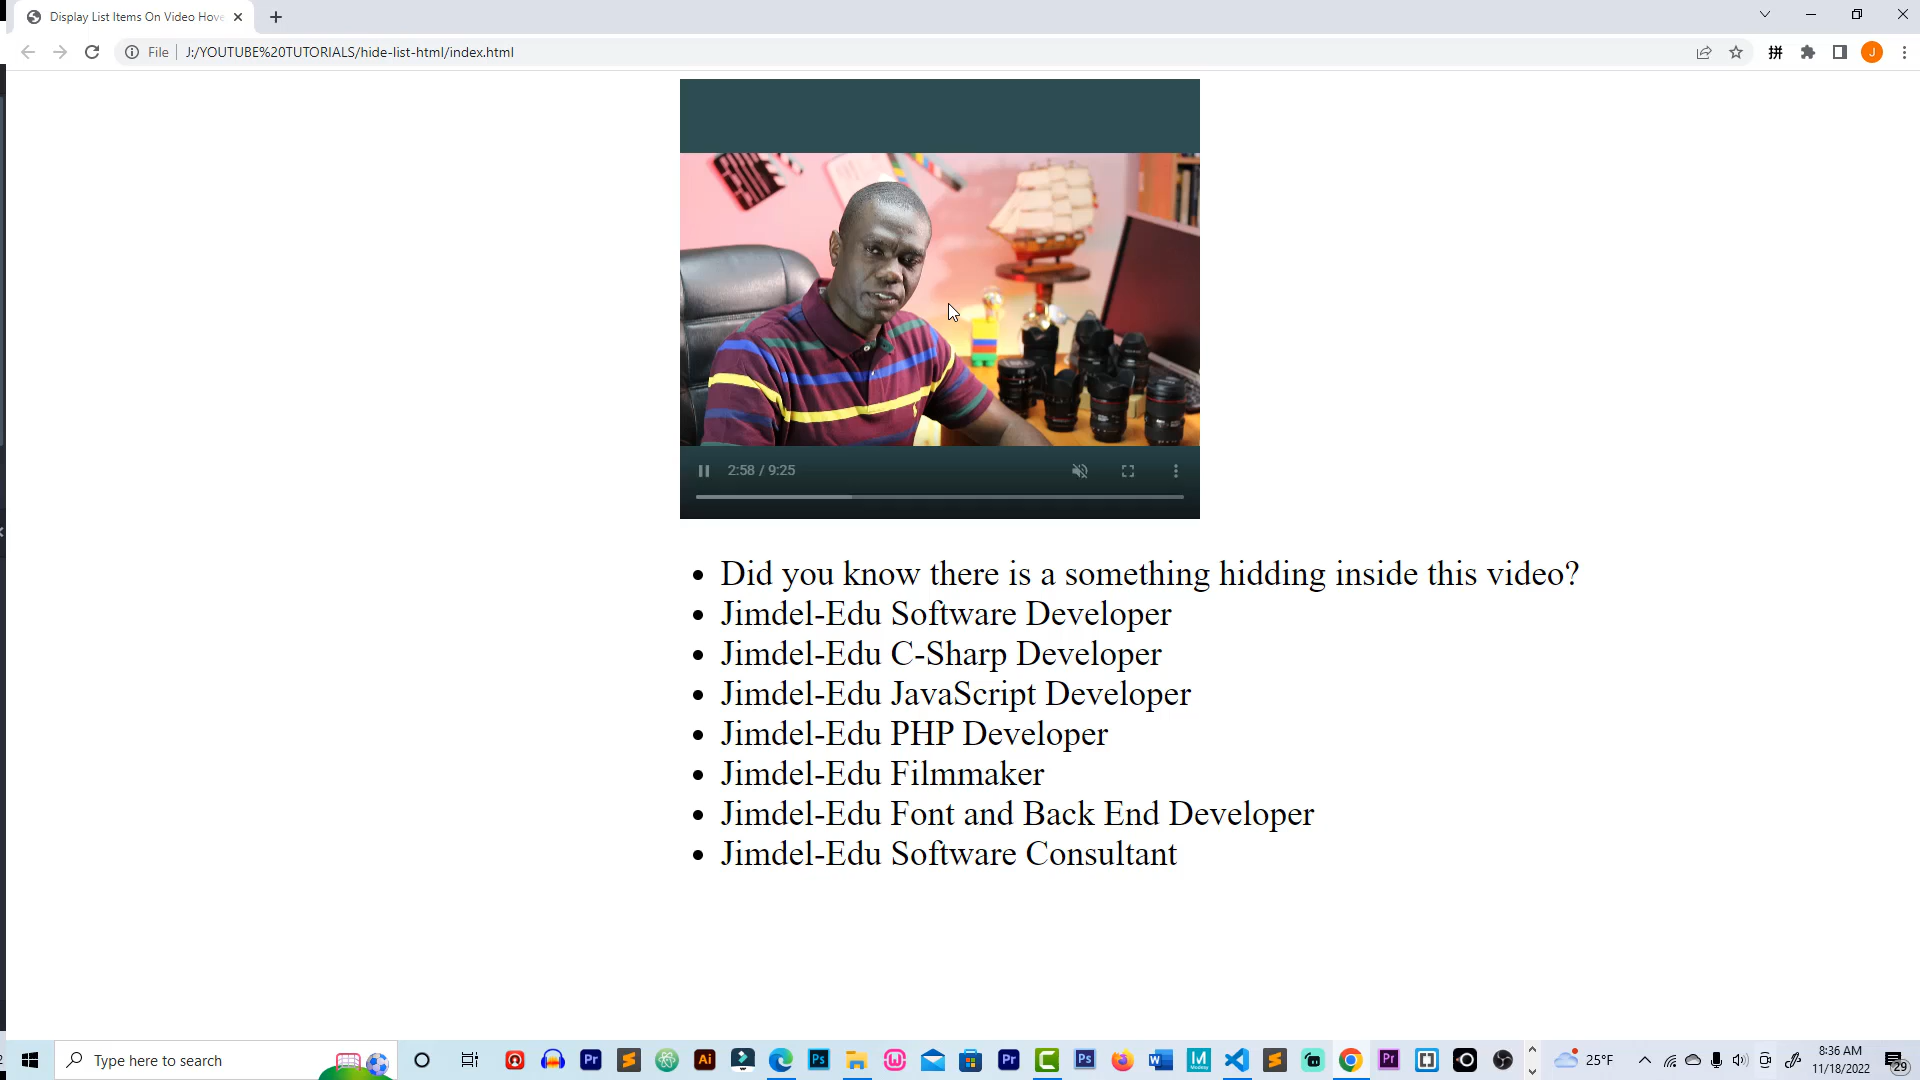 Display List Items On Video Hove
File J:/YOUTUBE%20TUTORIALS/hide-list-html/index.html
J
2:58 / 9:25
Did you know there is a something hidding inside this video?
Jimdel-Edu Software Developer
Jimdel-Edu C-Sharp Developer
Jimdel-Edu JavaScript Developer
Jimdel-Edu PHP Developer
Jimdel-Edu Filmmaker
Jimdel-Edu Font and Back End Developer
Jimdel-Edu Software Consultant
Type here to search
25°F
8:36 AM
11/18/2022
29